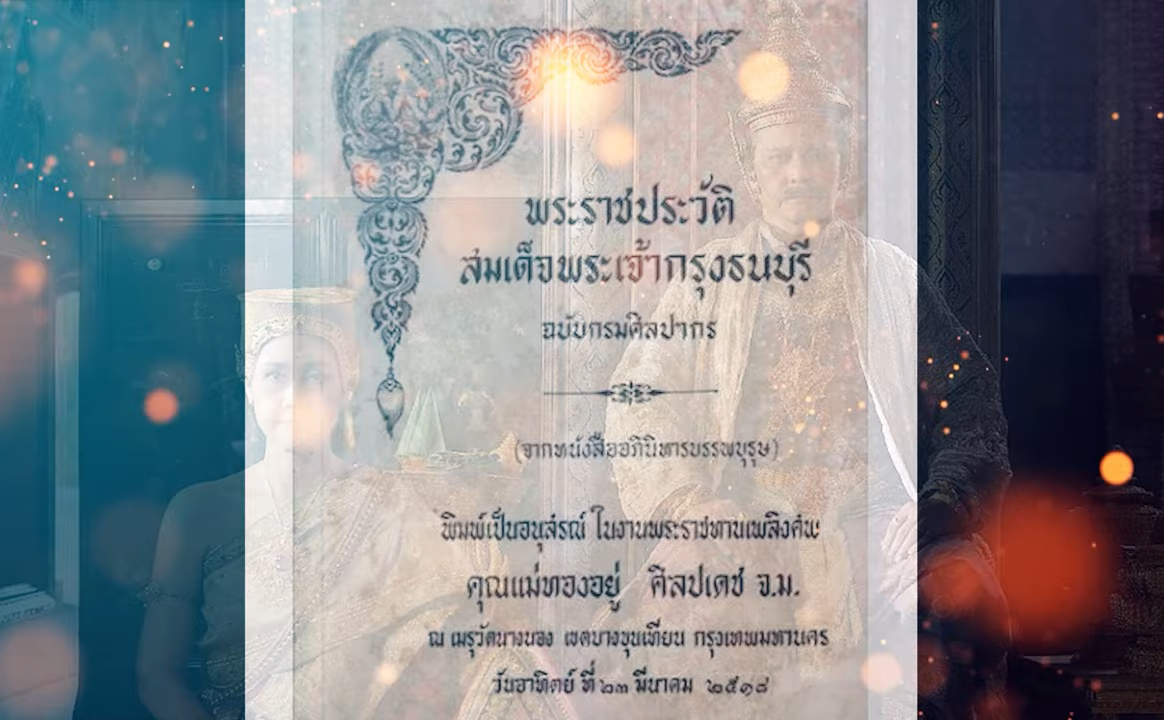 พระราชประวัติ
สมเด็จพระเจ้ากรุงธนบุรี
ฉบับกรมศิลปากร
(จากหนังสืออภินิหารบรรพบุรุษ)
พิมพ์เป็นอนุสรณ์ ในงานพระราชทานเพลิงศพ
คุณแม่ทองอยู่ ศิลปเดช จ.ม.
ณ เมรุวัดนางนอง เขตบางขุนเทียน กรุงเทพมหานคร
วันอาทิตย์ ที่ ๒๓ มีนาคม ๒๕๑๘